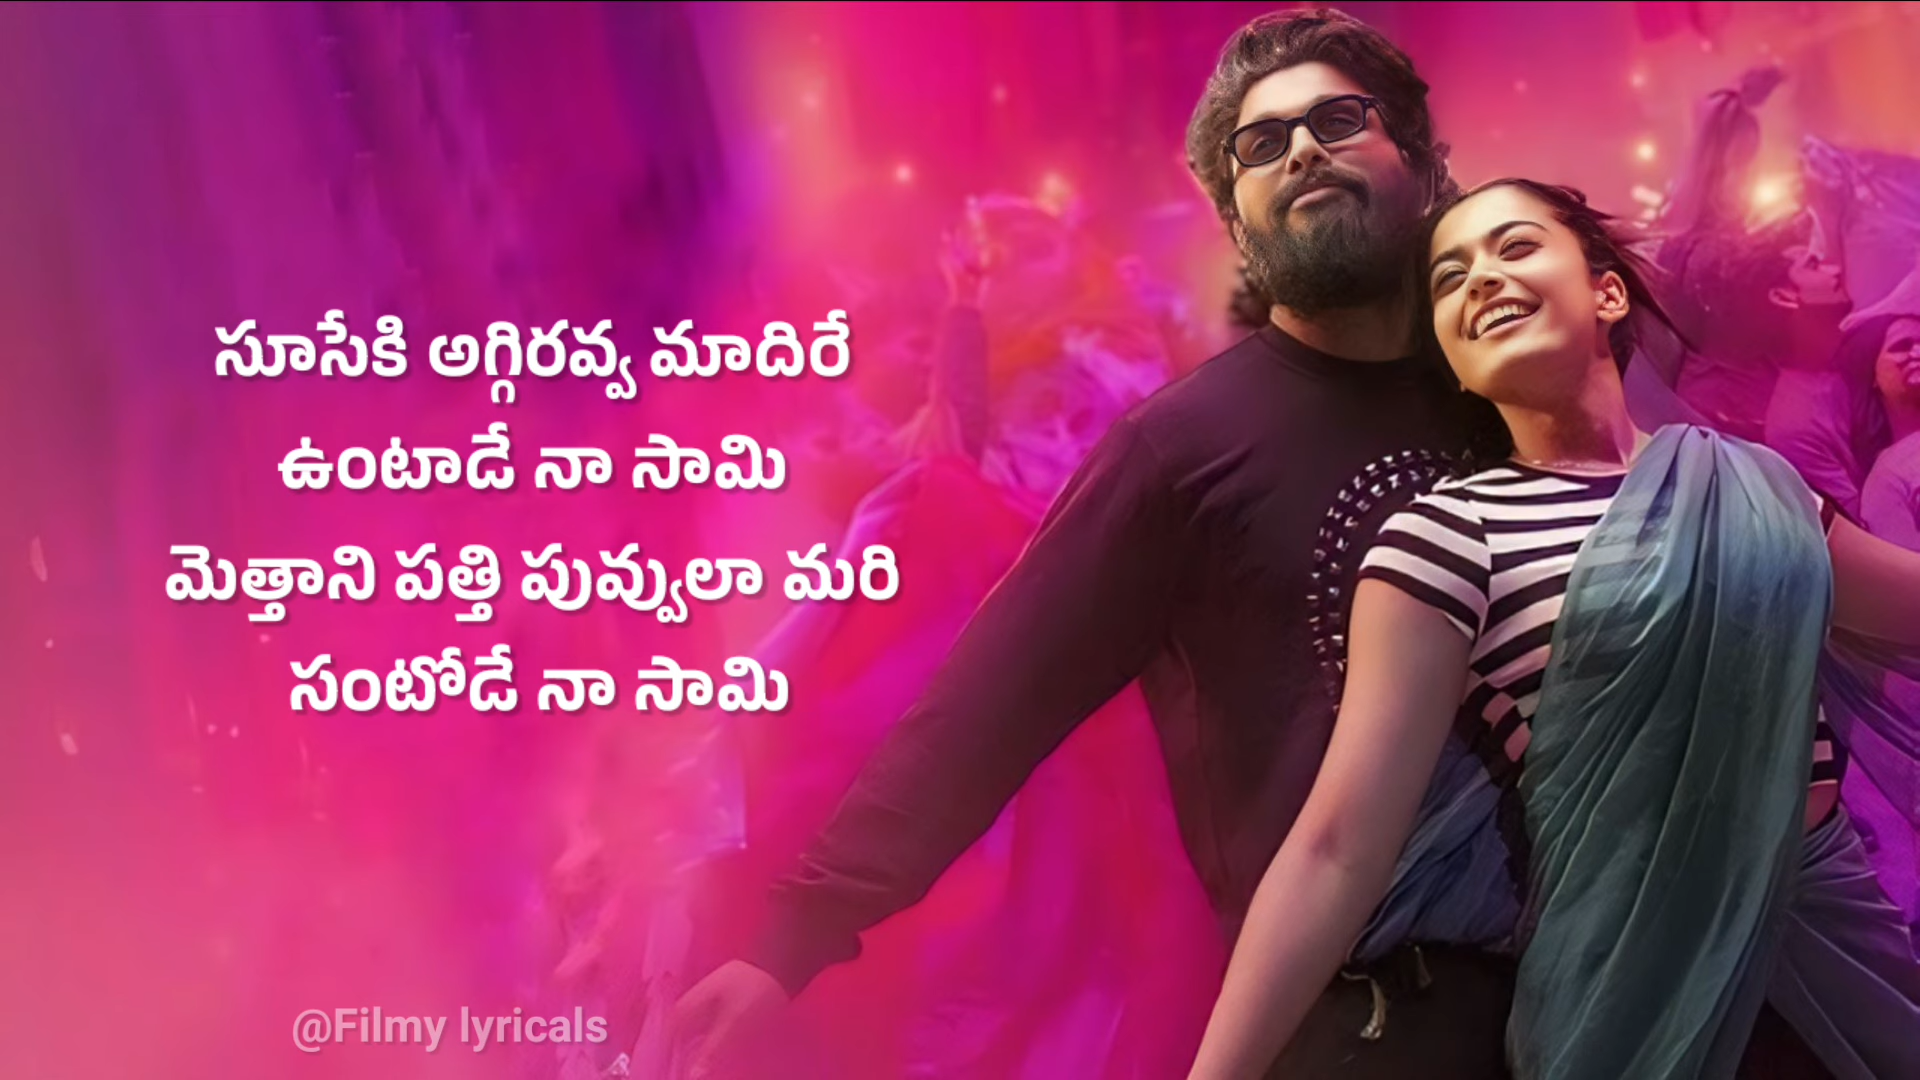 సూసేకి అగ్గిరవ్వ మాదిరే
ఉంటాడే నా సామి
మెత్తాని పత్తి పువ్వులా మరి
సంటోడే నా సామి
@Filmy lyricals